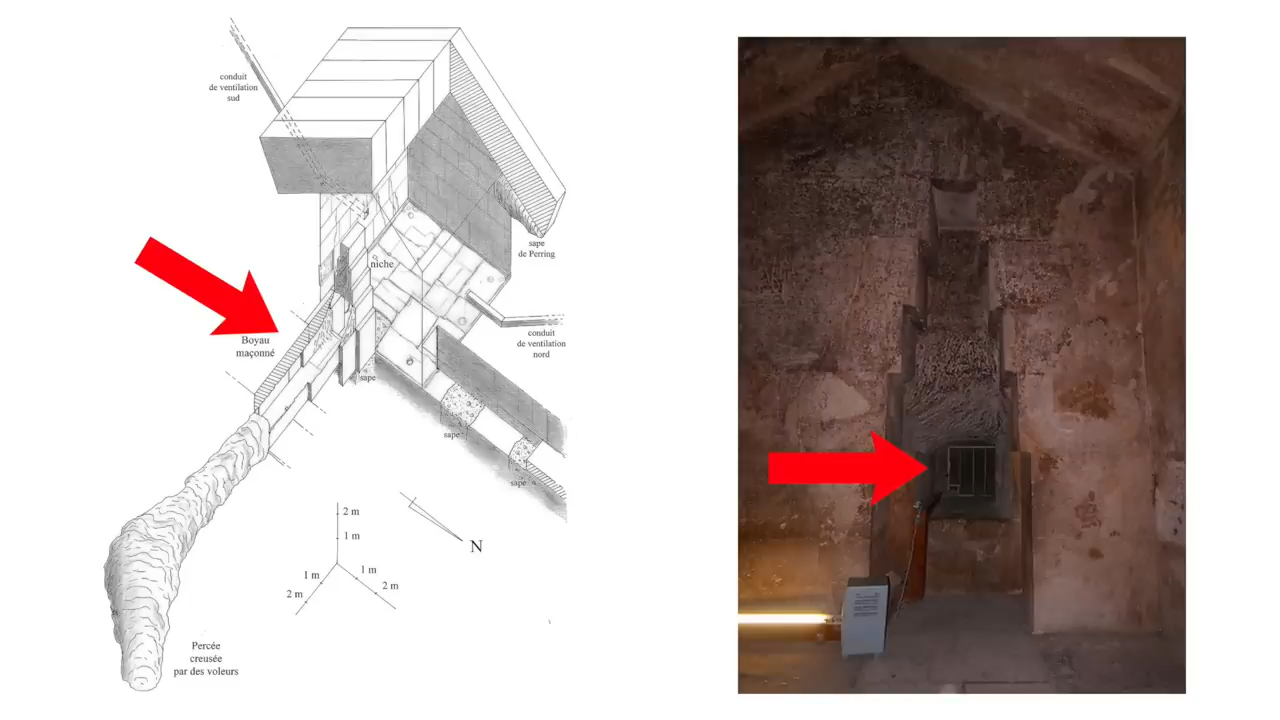 conduit
de ventilation
sud
niche
sape
de Perring
conduit
de ventilation
nord
Boyau
maçonné
sape
sape
sape
N
2 m
1 m
1 m
2 m
1 m
2 m
Percée
creusée
par des voleurs